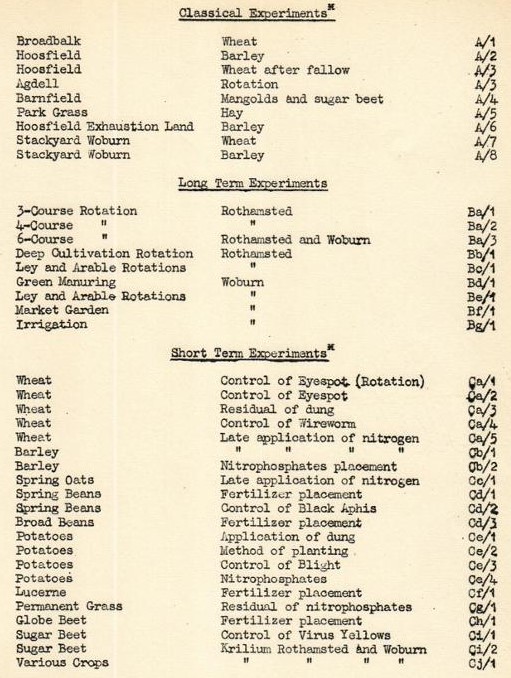 Classical Experiments*
Broadbalk Wheat A/1
Hoosfield Barley A/2
Hoosfield Wheat after fallow A/3
Agdell Rotation A/3
Barnfield Mangolds and sugar beet A/4
Park Grass Hay A/5
Hoosfield Exhaustion Land Barley A/6
Stackyard Woburn Wheat A/7
Stackyard Woburn Barley A/8
Long Term Experiments
3-Course Rotation Rothamsted Ba/1
4-Course " " Ba/2
6-Course " Rothamsted and Woburn Ba/3
Deep Cultivation Rotation Rothamsted Bb/1
Ley and Arable Rotations " Bc/1
Green Manuring Woburn Bd/1
Ley and Arable Rotations " Be/1
Market Garden " Bf/1
Irrigation " Bg/1
Short Term Experiments*
Wheat Control of Eyespot (Rotation) Ca/1
Wheat Control of Eyespot Ca/2
Wheat Residual of dung Ca/3
Wheat Control of Wireworm Ca/4
Wheat Late application of nitrogen Ca/5
Barley " " " " Cb/1
Barley Nitrophosphates placement Cb/2
Spring Oats Late application of nitrogen Cc/1
Spring Beans Fertilizer placement Cd/1
Spring Beans Control of Black Aphis Cd/2
Broad Beans Fertilizer placement Cd/3
Potatoes Application of dung Ce/1
Potatoes Method of planting Ce/2
Potatoes Control of Blight Ce/3
Potatoes Nitrophosphates Ce/4
Lucerne Fertilizer placement Cf/1
Permanent Grass Residual of nitrophosphates Cg/1
Globe Beet Fertilizer placement Ch/1
Sugar Beet Control of Virus Yellows Ci/1
Sugar Beet Krilium Rothamsted and Woburn Ci/2
Various Crops " " " " Cj/1